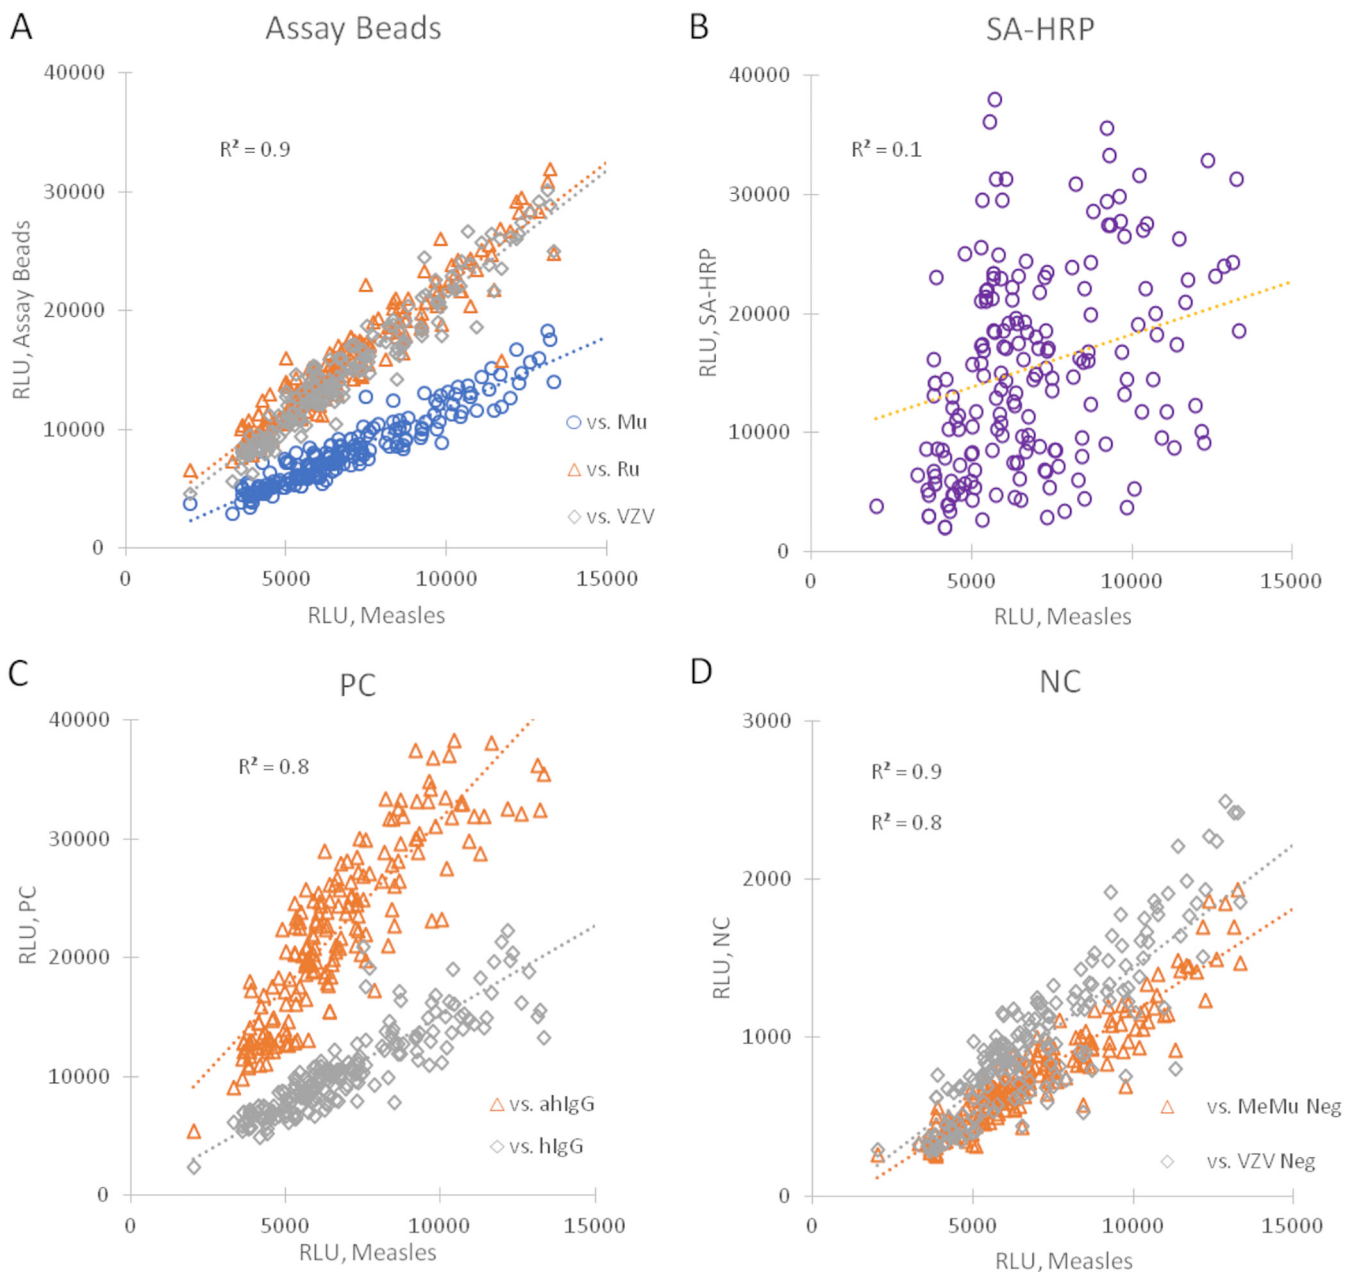 A
Assay Beads
40000
30000
20000
10000
0
RLU, Assay Beads
R² = 0.9
vs. Mu
vs. Ru
vs. VZV
0 5000 10000 15000
RLU, Measles
B
SA-HRP
40000
30000
20000
10000
0
RLU, SA-HRP
R² = 0.1
0 5000 10000 15000
RLU, Measles
C
PC
40000
30000
20000
10000
0
RLU, PC
R² = 0.8
vs. ahIgG
vs. hIgG
0 5000 10000 15000
RLU, Measles
D
NC
3000
2000
1000
0
RLU, NC
R² = 0.9
R² = 0.8
vs. MeMu Neg
vs. VZV Neg
0 5000 10000 15000
RLU, Measles